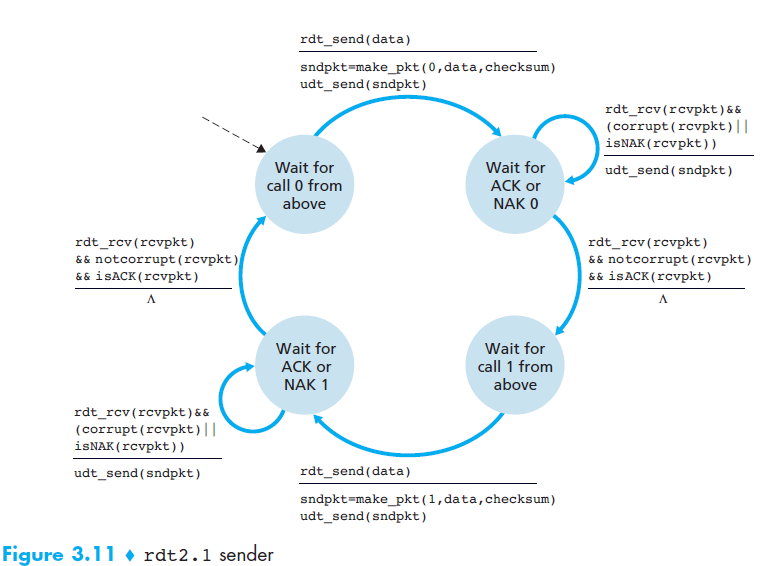 rdt_send(data)
sndpkt=make_pkt(0,data,checksum)
udt_send(sndpkt)
rdt_rcv(rcvpkt)&&
(corrupt(rcvpkt)||
isNAK(rcvpkt))
udt_send(sndpkt)
Wait for
call 0 from
above
Wait for
ACK or
NAK 0
rdt_rcv(rcvpkt)
&& notcorrupt(rcvpkt)
&& isACK(rcvpkt)
Λ
rdt_rcv(rcvpkt)
&& notcorrupt(rcvpkt)
&& isACK(rcvpkt)
Λ
Wait for
ACK or
NAK 1
Wait for
call 1 from
above
rdt_rcv(rcvpkt)&&
(corrupt(rcvpkt)||
isNAK(rcvpkt))
udt_send(sndpkt)
rdt_send(data)
sndpkt=make_pkt(1,data,checksum)
udt_send(sndpkt)
Figure 3.11 ♦ rdt2.1 sender